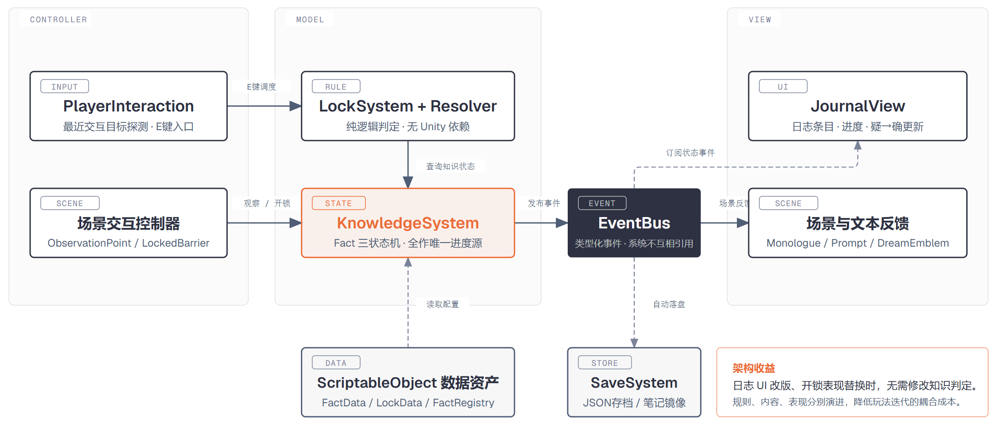 CONTROLLER
MODEL
VIEW
INPUT
PlayerInteraction
最近交互目标探测 · E键入口
E键调度
RULE
LockSystem + Resolver
纯逻辑判定 · 无 Unity 依赖
UI
JournalView
日志条目 · 进度 · 疑→确更新
查询知识状态
订阅状态事件
SCENE
场景交互控制器
ObservationPoint / LockedBarrier
观察 / 开锁
STATE
KnowledgeSystem
Fact 三状态机 · 全作唯一进度源
发布事件
EVENT
EventBus
类型化事件 · 系统不互相引用
场景反馈
SCENE
场景与文本反馈
Monologue / Prompt / DreamEmblem
读取配置
自动落盘
DATA
ScriptableObject 数据资产
FactData / LockData / FactRegistry
STORE
SaveSystem
JSON存档 / 笔记镜像
架构收益
日志 UI 改版、开锁表现替换时，无需修改知识判定。
规则、内容、表现分别演进，降低玩法迭代的耦合成本。